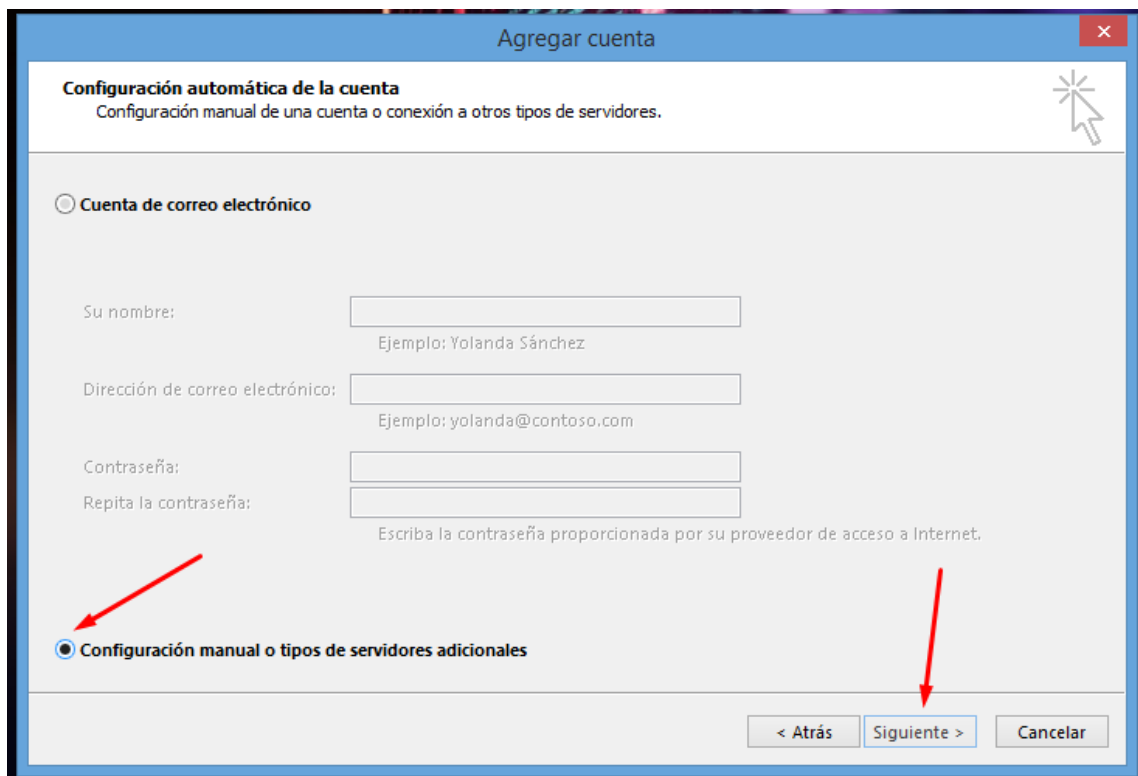 Agregar cuenta
Configuración automática de la cuenta
Configuración manual de una cuenta o conexión a otros tipos de servidores.
Cuenta de correo electrónico
Su nombre:
Ejemplo: Yolanda Sánchez
Dirección de correo electrónico:
Ejemplo: yolanda@contoso.com
Contraseña:
Repita la contraseña:
Escriba la contraseña proporcionada por su proveedor de acceso a Internet.
Configuración manual o tipos de servidores adicionales
< Atrás Siguiente > Cancelar